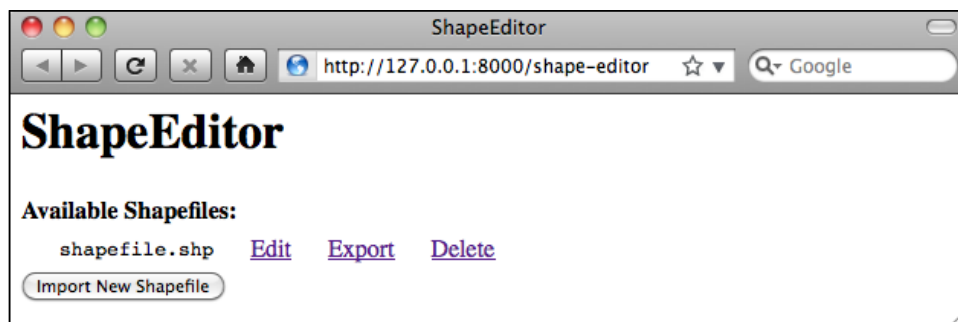 ShapeEditor
http://127.0.0.1:8000/shape-editor Google
ShapeEditor
Available Shapefiles:
shapefile.shp Edit Export Delete
Import New Shapefile